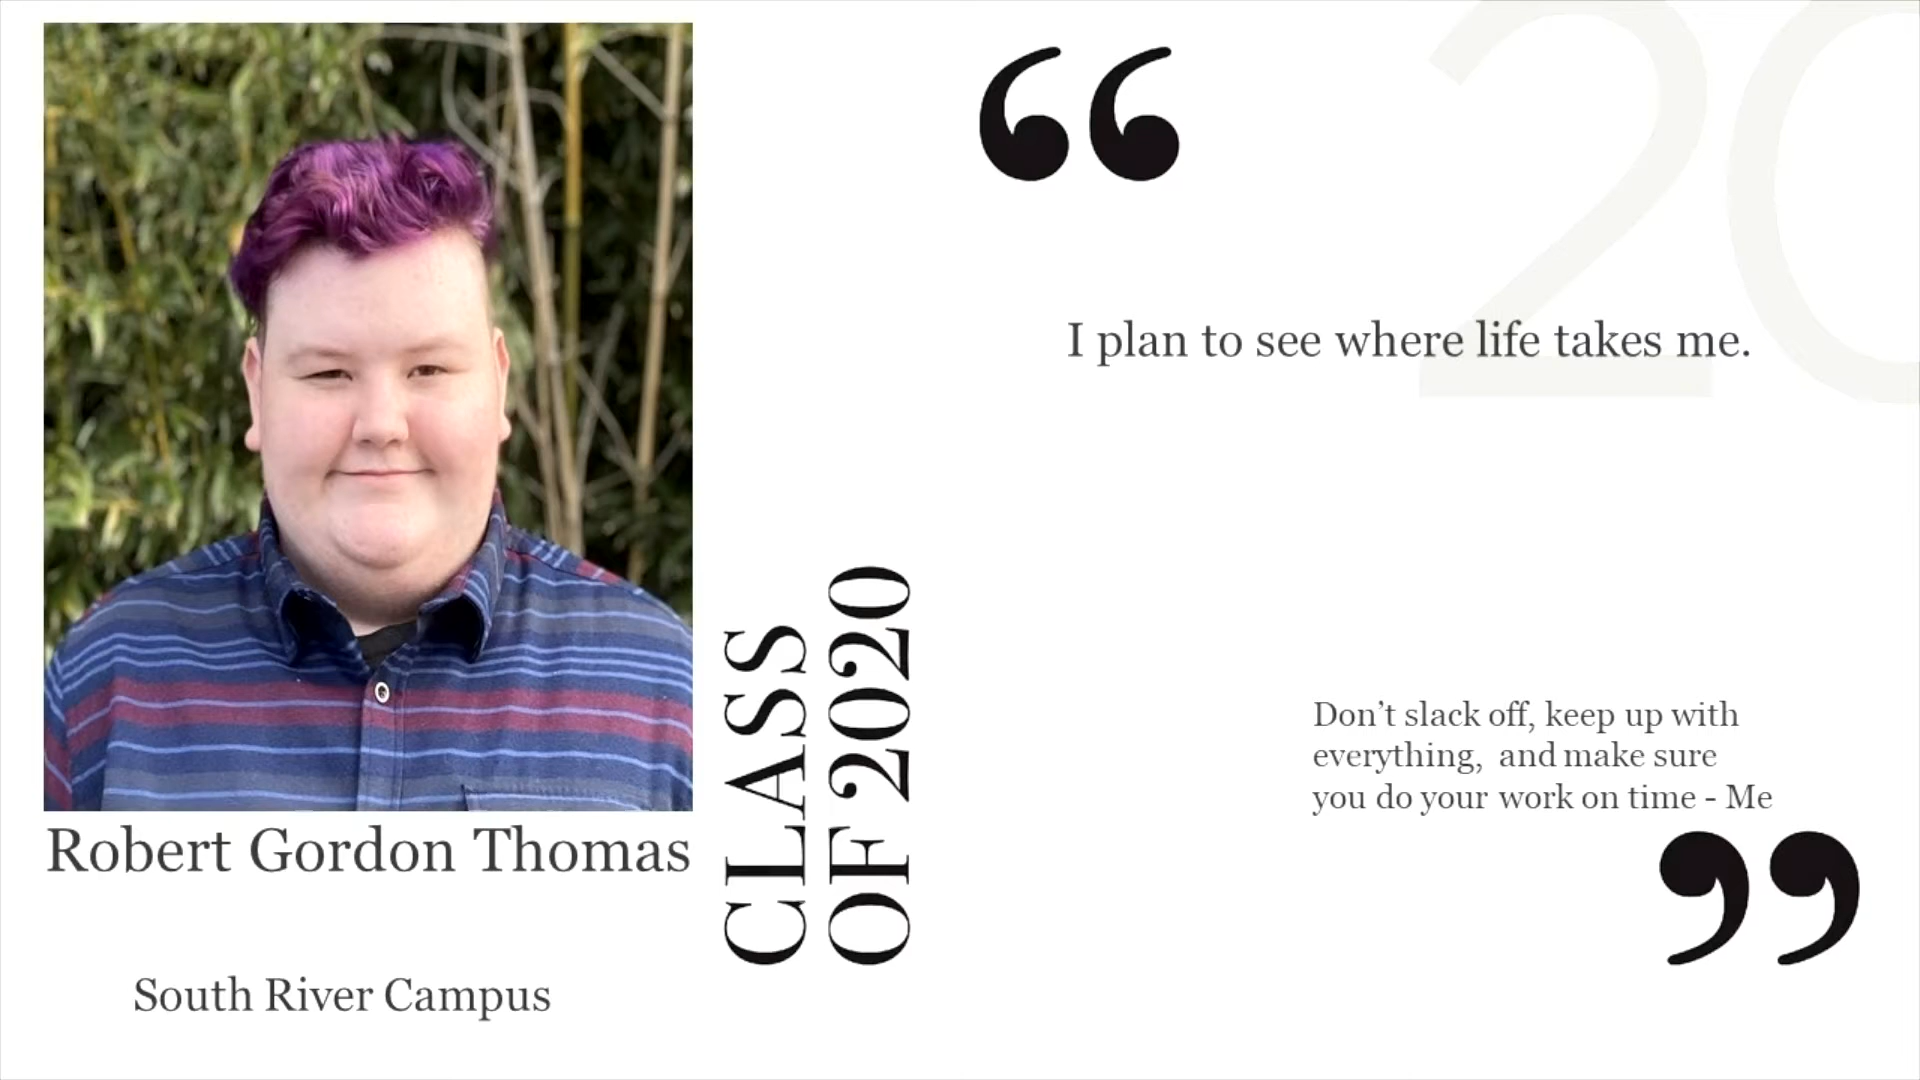 Robert Gordon Thomas
South River Campus
CLASS
OF 2020
“
I plan to see where life takes me.
Don’t slack off, keep up with
everything,  and make sure
you do your work on time - Me
”
20